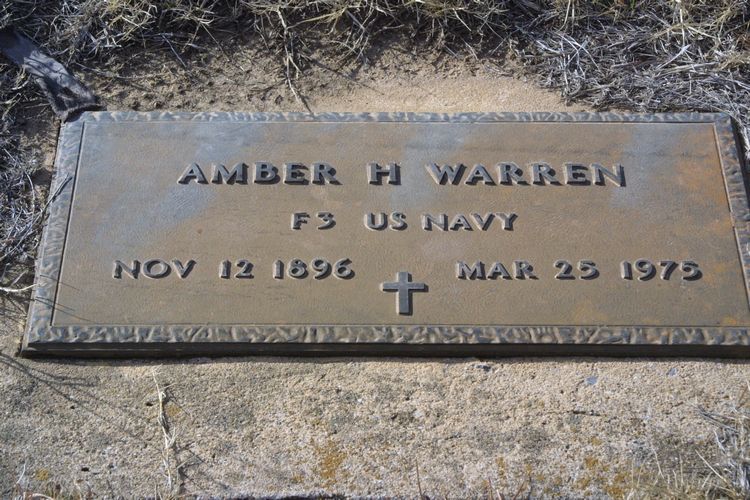 AMBER H WARREN
F3 US NAVY
NOV 12 1896 MAR 25 1975